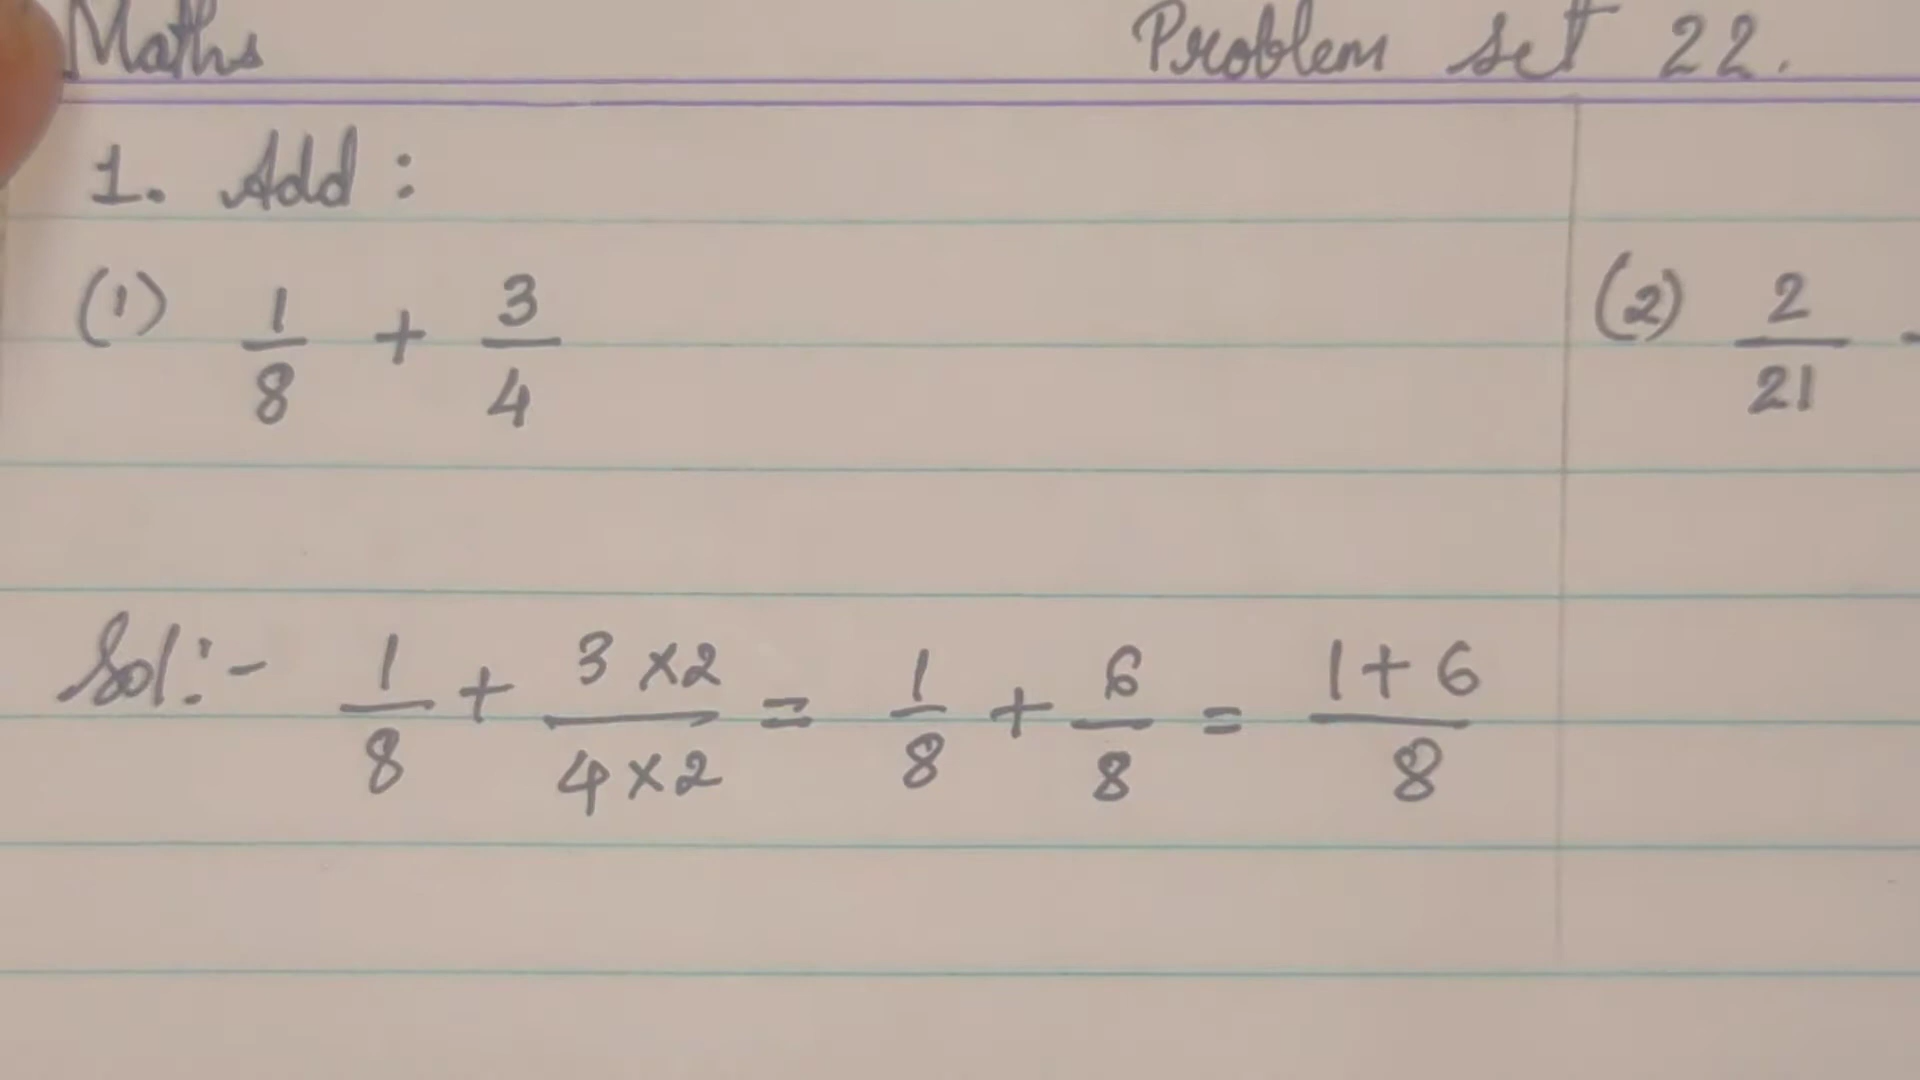 Maths Problem set 22.
1. Add :
(1) 1/8 + 3/4 (2) 2/21
Sol:- 1/8 + 3×2/4×2 = 1/8 + 6/8 = 1+6/8